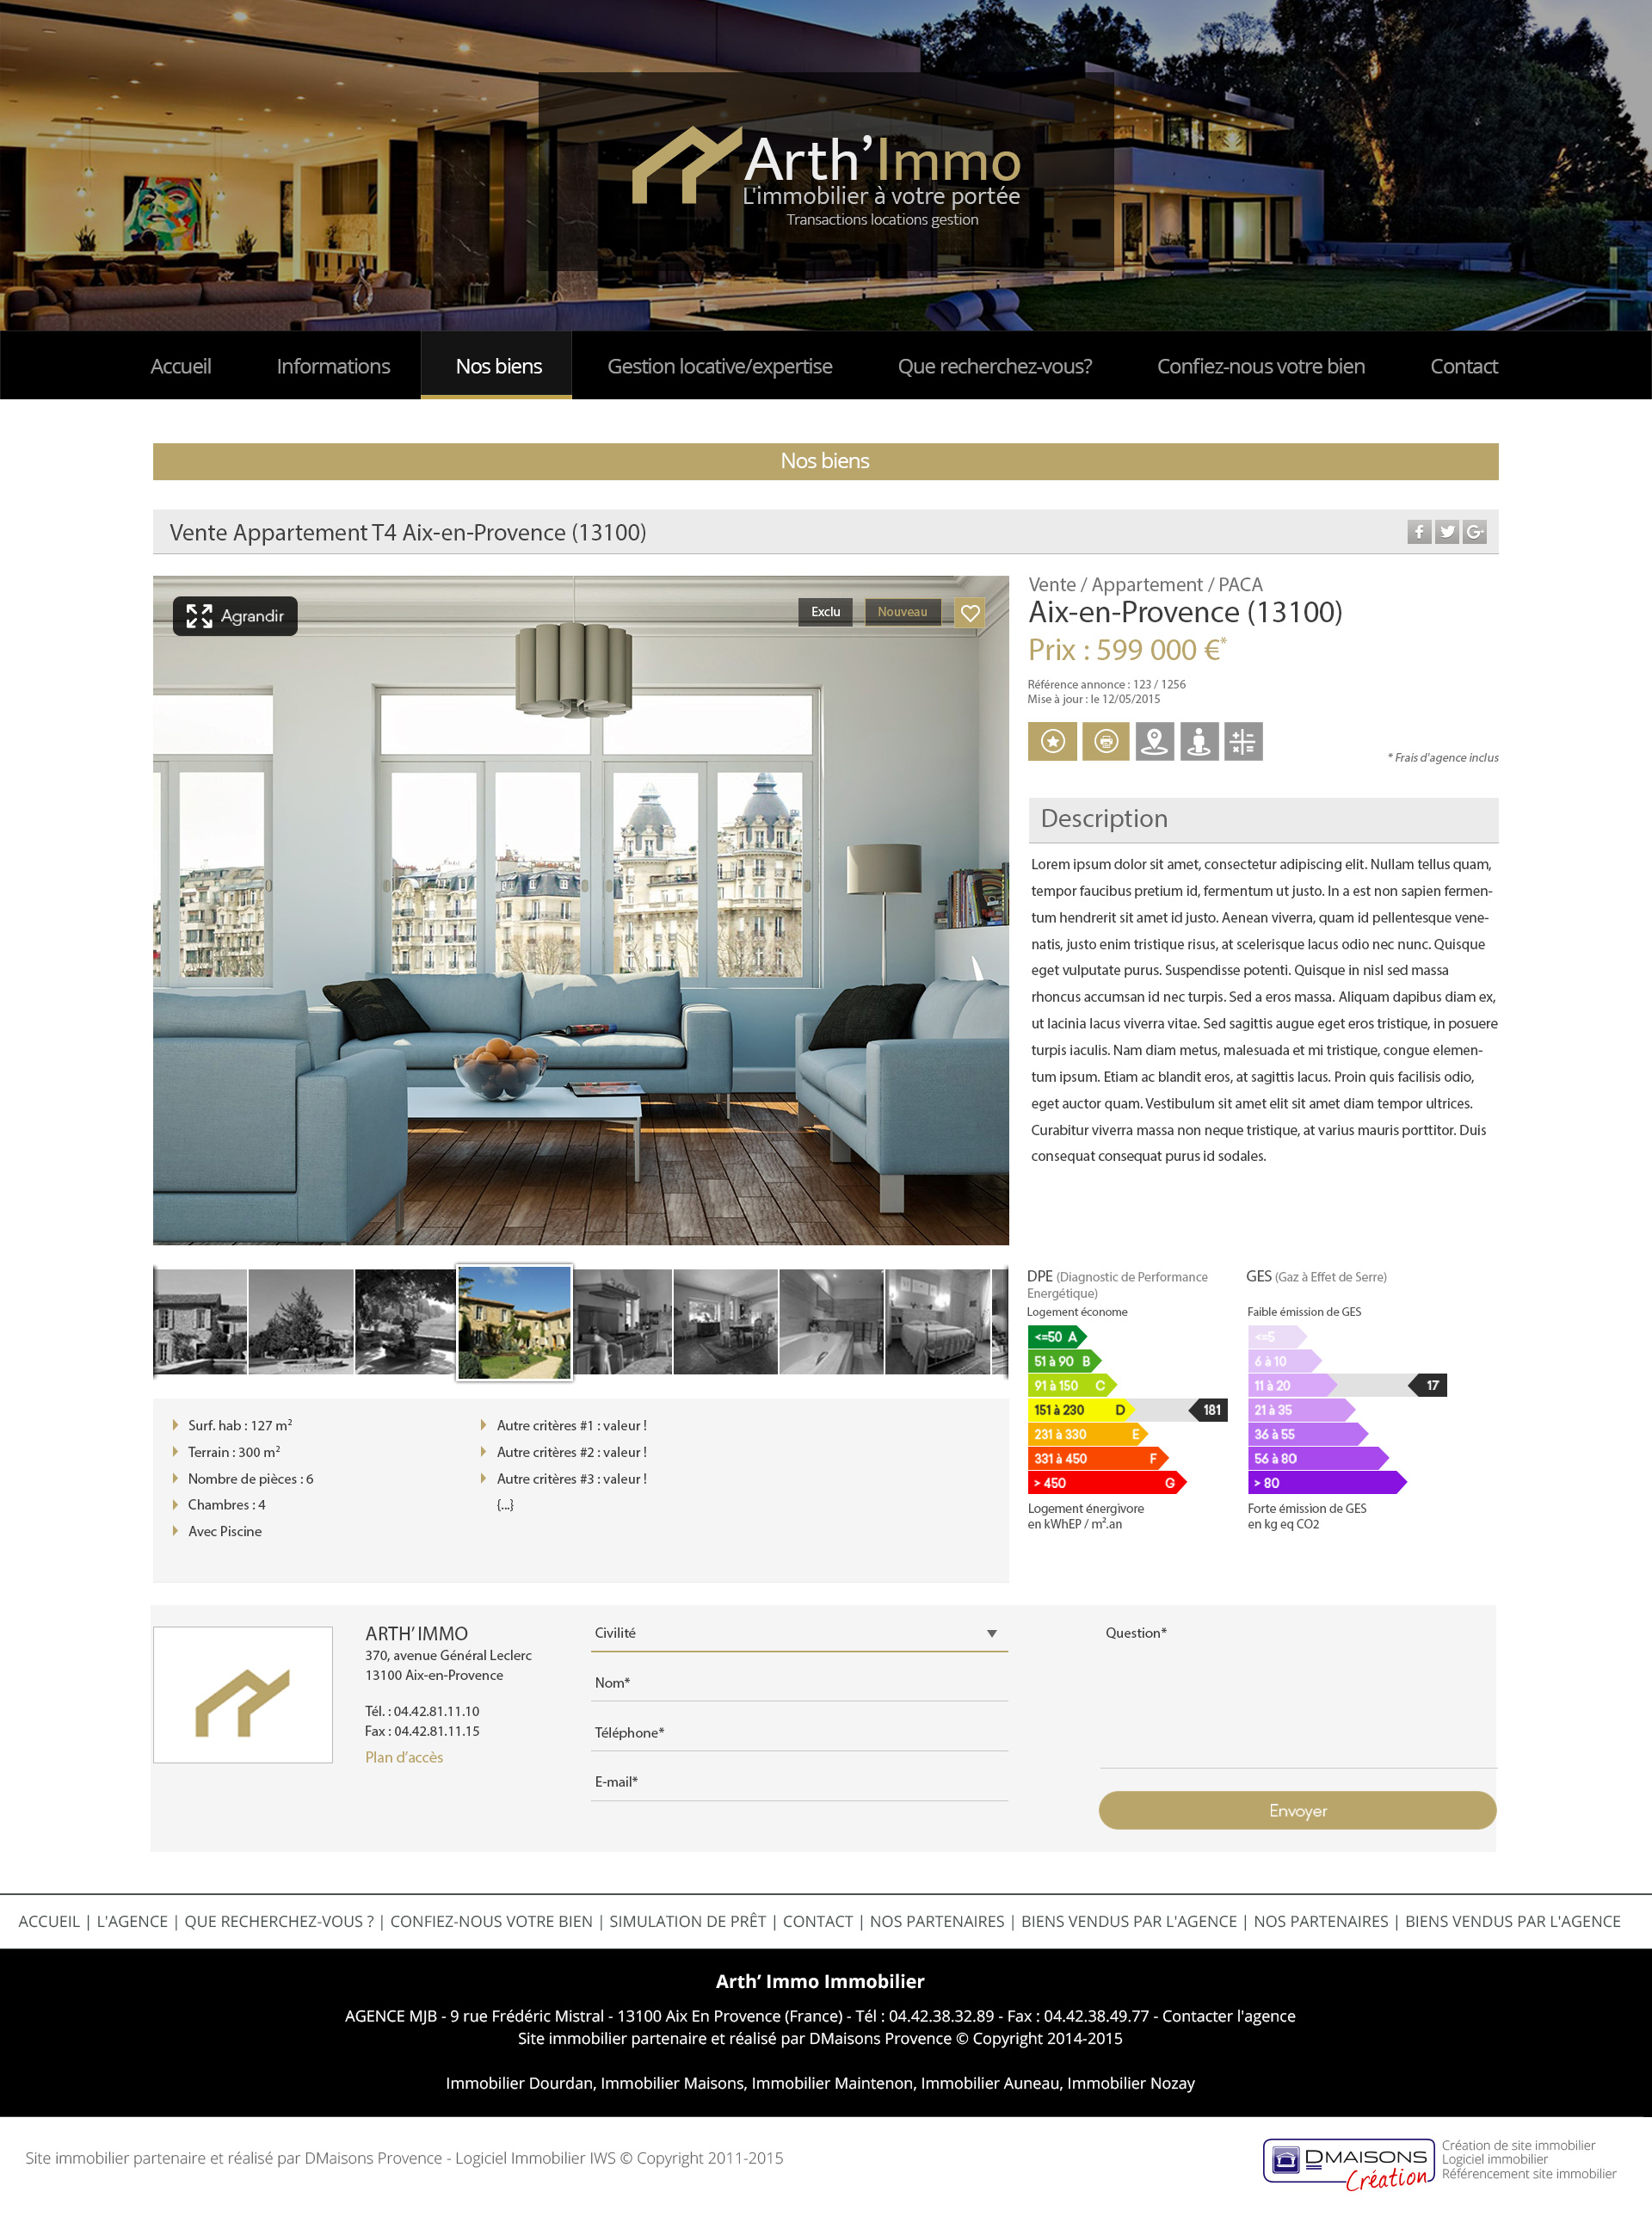 Arth’Immo
L'immobilier à votre portée
Transactions locations gestion
Accueil Informations Nos biens Gestion locative/expertise Que recherchez-vous? Confiez-nous votre bien Contact
Nos biens
Vente Appartement T4 Aix-en-Provence (13100)
Agrandir
Exclu
Nouveau
Vente / Appartement / PACA
Aix-en-Provence (13100)
Prix : 599 000 €*
Référence annonce : 123 / 1256
Mise à jour : le 12/05/2015
* Frais d'agence inclus
Description
Lorem ipsum dolor sit amet, consectetur adipiscing elit. Nullam tellus quam,
tempor faucibus pretium id, fermentum ut justo. In a est non sapien fermen-
tum hendrerit sit amet id justo. Aenean viverra, quam id pellentesque vene-
natis, justo enim tristique risus, at scelerisque lacus odio nec nunc. Quisque
eget vulputate purus. Suspendisse potenti. Quisque in nisl sed massa
rhoncus accumsan id nec turpis. Sed a eros massa. Aliquam dapibus diam ex,
ut lacinia lacus viverra vitae. Sed sagittis augue eget eros tristique, in posuere
turpis iaculis. Nam diam metus, malesuada et mi tristique, congue elemen-
tum ipsum. Etiam ac blandit eros, at sagittis lacus. Proin quis facilisis odio,
eget auctor quam. Vestibulum sit amet elit sit amet diam tempor ultrices.
Curabitur viverra massa non neque tristique, at varius mauris porttitor. Duis
consequat consequat purus id sodales.
DPE (Diagnostic de Performance
Energétique)
Logement économe
<=50 A
51 à 90 B
91 à 150 C
151 à 230 D 181
231 à 330 E
331 à 450 F
> 450 G
Logement énergivore
en kWhEP / m².an
GES (Gaz à Effet de Serre)
Faible émission de GES
<=5
6 à 10
11 à 20 17
21 à 35
36 à 55
56 à 80
> 80
Forte émission de GES
en kg eq CO2
Surf. hab : 127 m²
Terrain : 300 m²
Nombre de pièces : 6
Chambres : 4
Avec Piscine
Autre critères #1 : valeur !
Autre critères #2 : valeur !
Autre critères #3 : valeur !
{...}
ARTH’ IMMO
370, avenue Général Leclerc
13100 Aix-en-Provence
Tél. : 04.42.81.11.10
Fax : 04.42.81.11.15
Plan d’accès
Civilité
Nom*
Téléphone*
E-mail*
Question*
Envoyer
ACCUEIL | L'AGENCE | QUE RECHERCHEZ-VOUS ? | CONFIEZ-NOUS VOTRE BIEN | SIMULATION DE PRÊT | CONTACT | NOS PARTENAIRES | BIENS VENDUS PAR L'AGENCE | NOS PARTENAIRES | BIENS VENDUS PAR L'AGENCE
Arth’ Immo Immobilier
AGENCE MJB - 9 rue Frédéric Mistral - 13100 Aix En Provence (France) - Tél : 04.42.38.32.89 - Fax : 04.42.38.49.77 - Contacter l'agence
Site immobilier partenaire et réalisé par DMaisons Provence © Copyright 2014-2015
Immobilier Dourdan, Immobilier Maisons, Immobilier Maintenon, Immobilier Auneau, Immobilier Nozay
Site immobilier partenaire et réalisé par DMaisons Provence - Logiciel Immobilier IWS © Copyright 2011-2015
DMAISONS
Création
Création de site immobilier
Logiciel immobilier
Référencement site immobilier